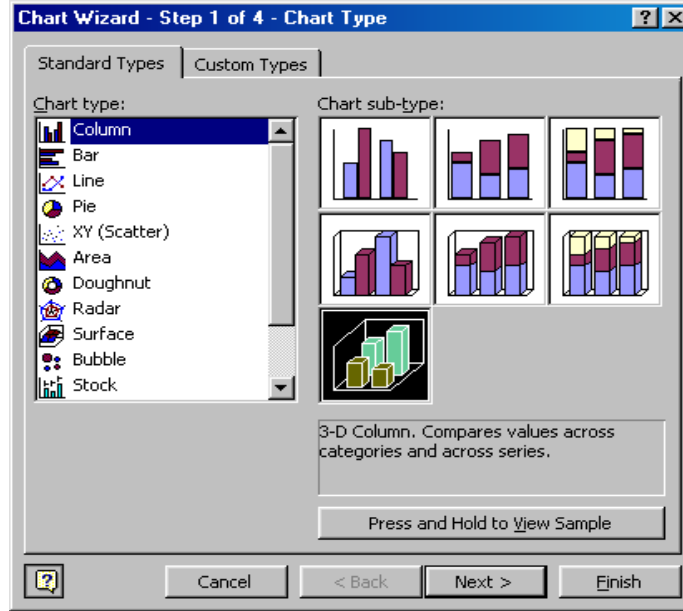 Chart Wizard - Step 1 of 4 - Chart Type
Standard Types
Custom Types
Chart type:
Column
Bar
Line
Pie
XY (Scatter)
Area
Doughnut
Radar
Surface
Bubble
Stock
Chart sub-type:
3-D Column. Compares values across
categories and across series.
Press and Hold to View Sample
Cancel
< Back
Next >
Finish